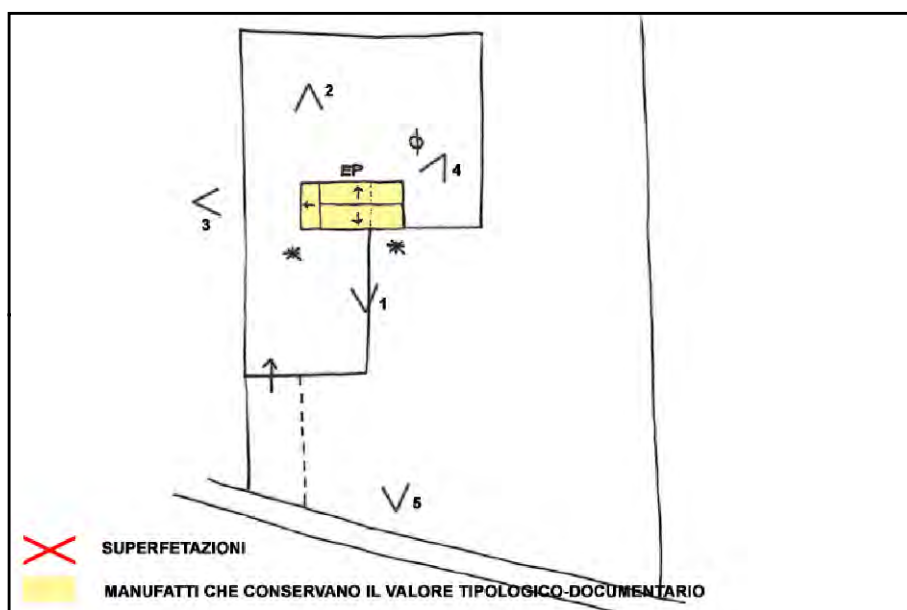 2
4
EP
3
1
5
SUPERFETAZIONI
MANUFATTI CHE CONSERVANO IL VALORE TIPOLOGICO-DOCUMENTARIO